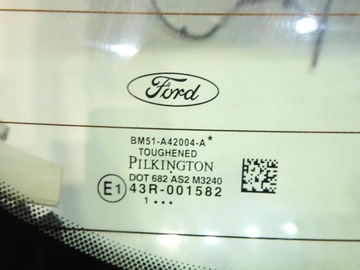 Ford
BM51-A42004-A*
TOUGHENED
PILKINGTON
DOT 682 AS2 M3240
E1 43R-001582
1 •••